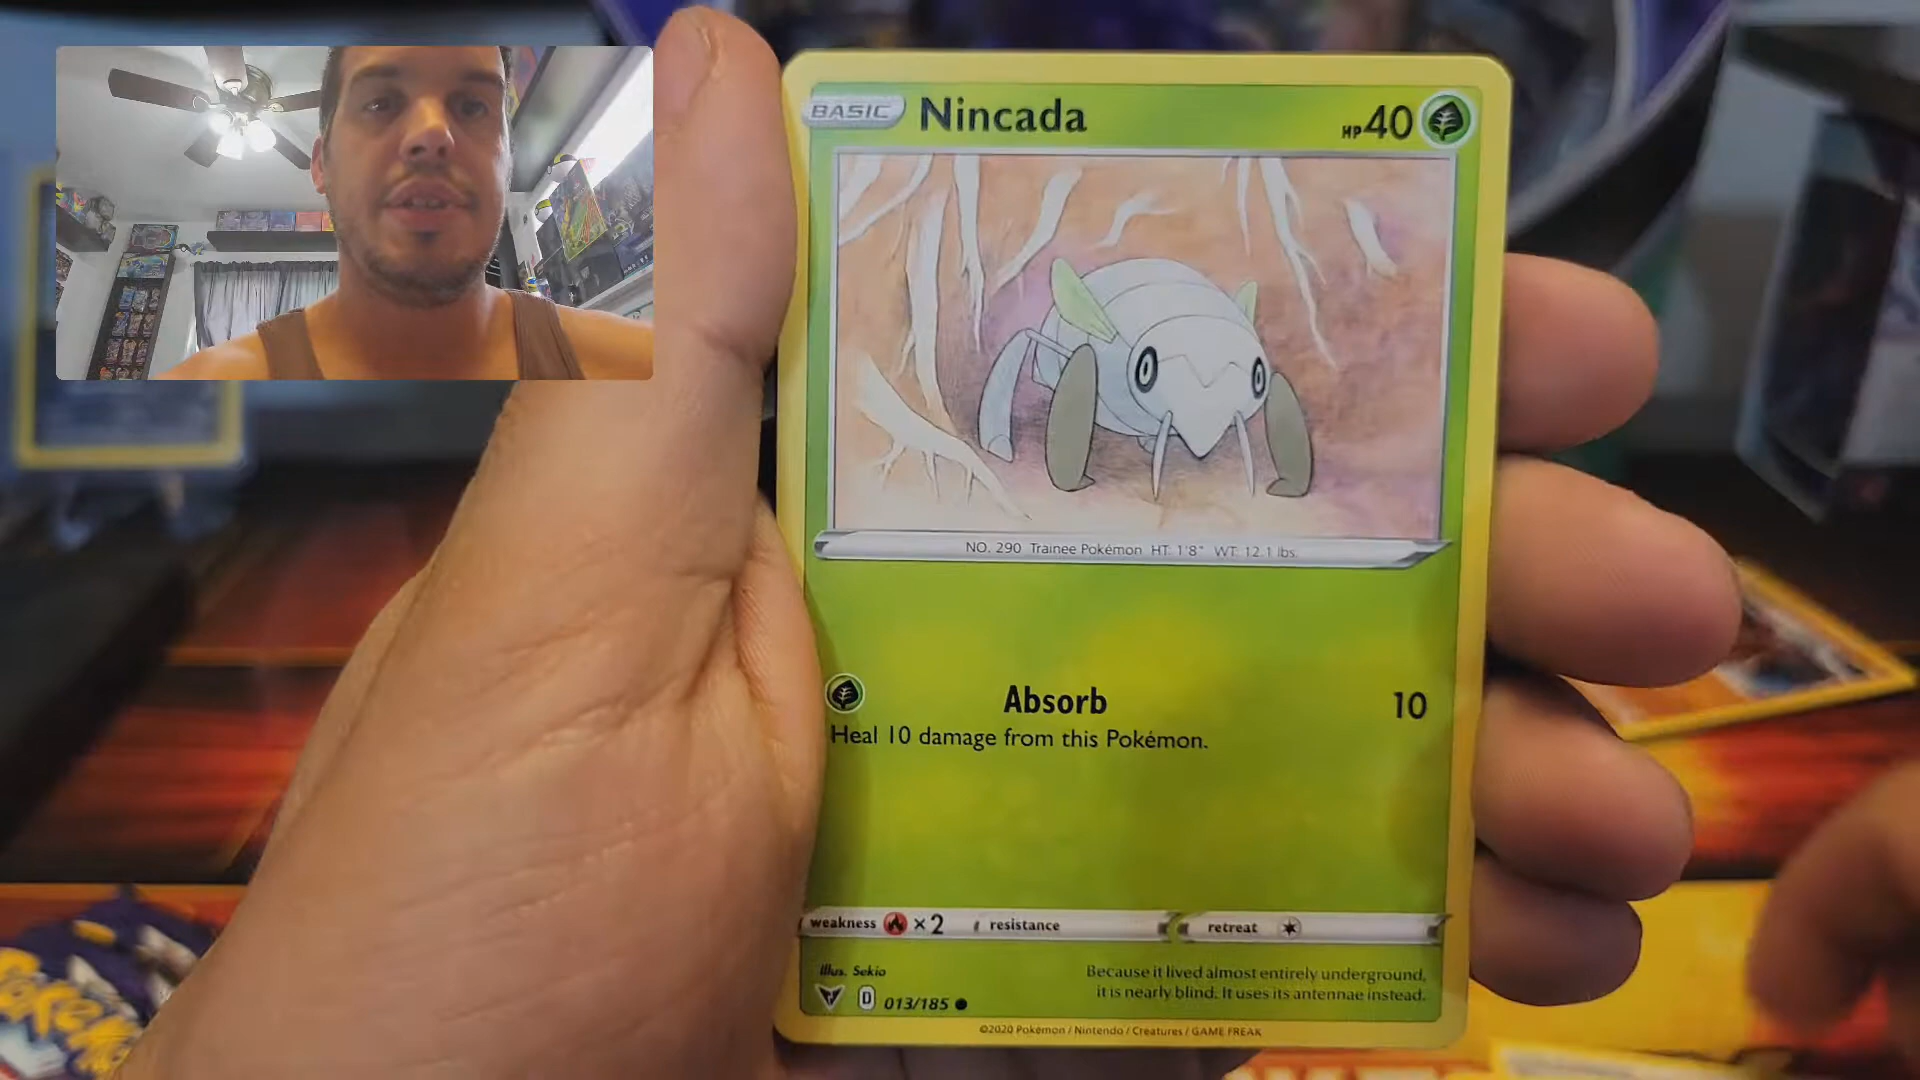 BASIC Nincada HP40
NO. 290 Trainee Pokémon HT: 1'8" WT: 12.1 lbs.
Absorb 10
Heal 10 damage from this Pokémon.
weakness ×2 resistance retreat
Illus. Sekio
Because it lived almost entirely underground,
it is nearly blind. It uses its antennae instead.
D 013/185
©2020 Pokémon / Nintendo / Creatures / GAME FREAK
Pokémon